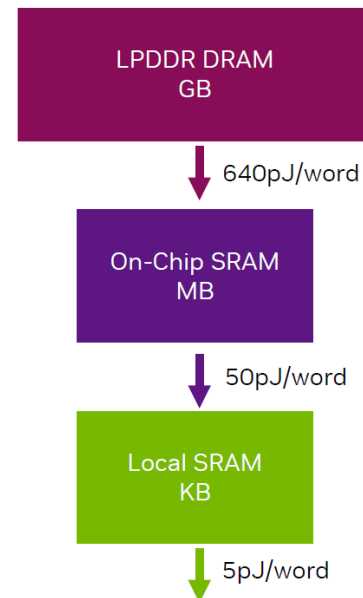 LPDDR DRAM
GB
640pJ/word
On-Chip SRAM
MB
50pJ/word
Local SRAM
KB
5pJ/word